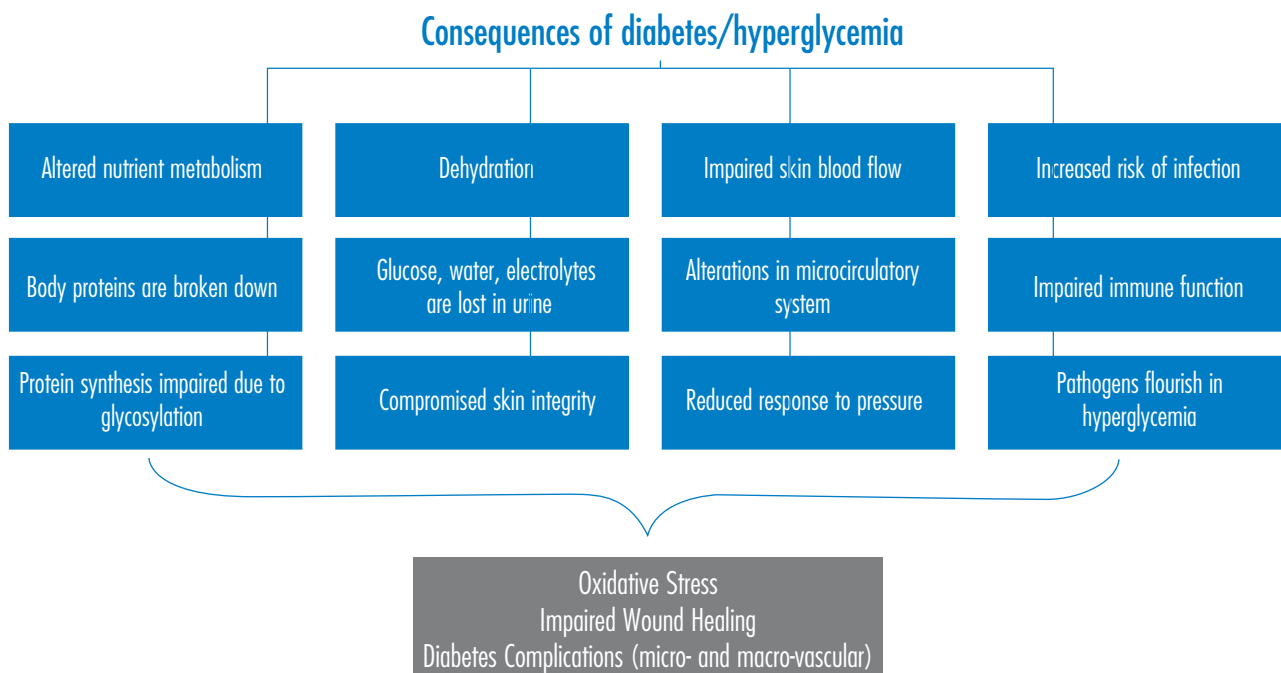 Consequences of diabetes/hyperglycemia
Altered nutrient metabolism
Body proteins are broken down
Protein synthesis impaired due to
glycosylation
Dehydration
Glucose, water, electrolytes
are lost in urine
Compromised skin integrity
Impaired skin blood flow
Alterations in microcirculatory
system
Reduced response to pressure
Increased risk of infection
Impaired immune function
Pathogens flourish in
hyperglycemia
Oxidative Stress
Impaired Wound Healing
Diabetes Complications (micro- and macro-vascular)